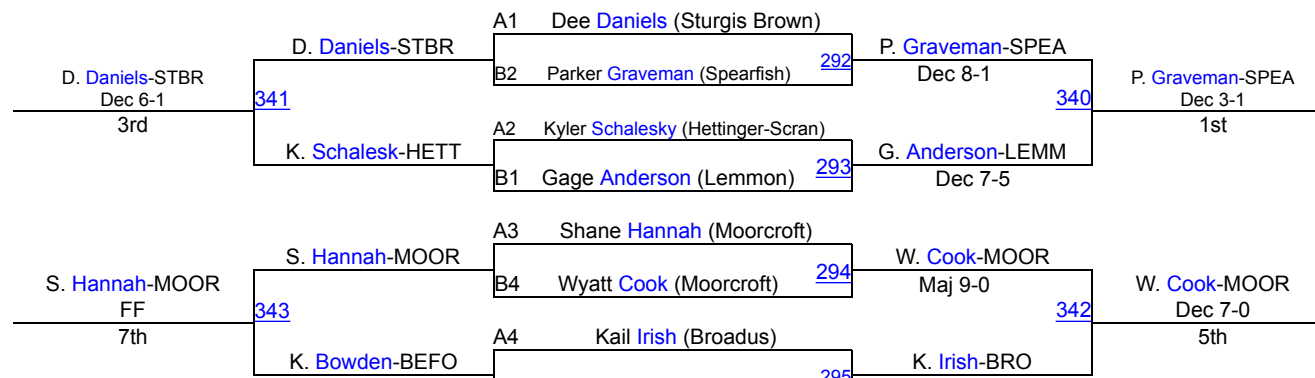 A1 Dee Daniels (Sturgis Brown)
D. Daniels-STBR
P. Graveman-SPEA
292
B2 Parker Graveman (Spearfish)
Dec 8-1
D. Daniels-STBR
Dec 6-1
3rd
341
340
P. Graveman-SPEA
Dec 3-1
1st
A2 Kyler Schalesky (Hettinger-Scran)
K. Schalesk-HETT
G. Anderson-LEMM
293
B1 Gage Anderson (Lemmon)
Dec 7-5
A3 Shane Hannah (Moorcroft)
S. Hannah-MOOR
W. Cook-MOOR
294
B4 Wyatt Cook (Moorcroft)
Maj 9-0
S. Hannah-MOOR
FF
7th
343
342
W. Cook-MOOR
Dec 7-0
5th
A4 Kail Irish (Broadus)
K. Bowden-BEFO
K. Irish-BRO
295